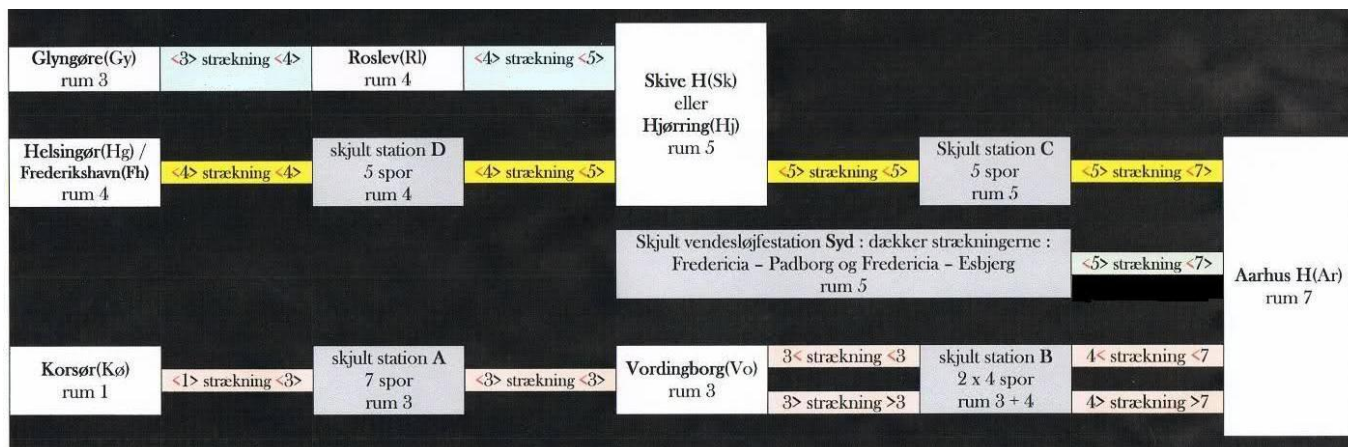 Glyngøre(Gy)
rum 3
<3> strækning <4>
Roslev(Rl)
rum 4
<4> strækning <5>
Skive H(Sk)
eller
Hjørring(Hj)
rum 5
Helsingør(Hg) /
Frederikshavn(Fh)
rum 4
<4> strækning <4>
skjult station D
5 spor
rum 4
<4> strækning <5>
<5> strækning <5>
Skjult station C
5 spor
rum 5
<5> strækning <7>
Skjult vendesløjfestation Syd : dækker strækningerne :
Fredericia – Padborg og Fredericia – Esbjerg
rum 5
<5> strækning <7>
Aarhus H(Ar)
rum 7
Korsør(Kø)
rum 1
<1> strækning <3>
skjult station A
7 spor
rum 3
<3> strækning <3>
Vordingborg(Vo)
rum 3
3< strækning <3
3> strækning >3
skjult station B
2 x 4 spor
rum 3 + 4
4< strækning <7
4> strækning >7